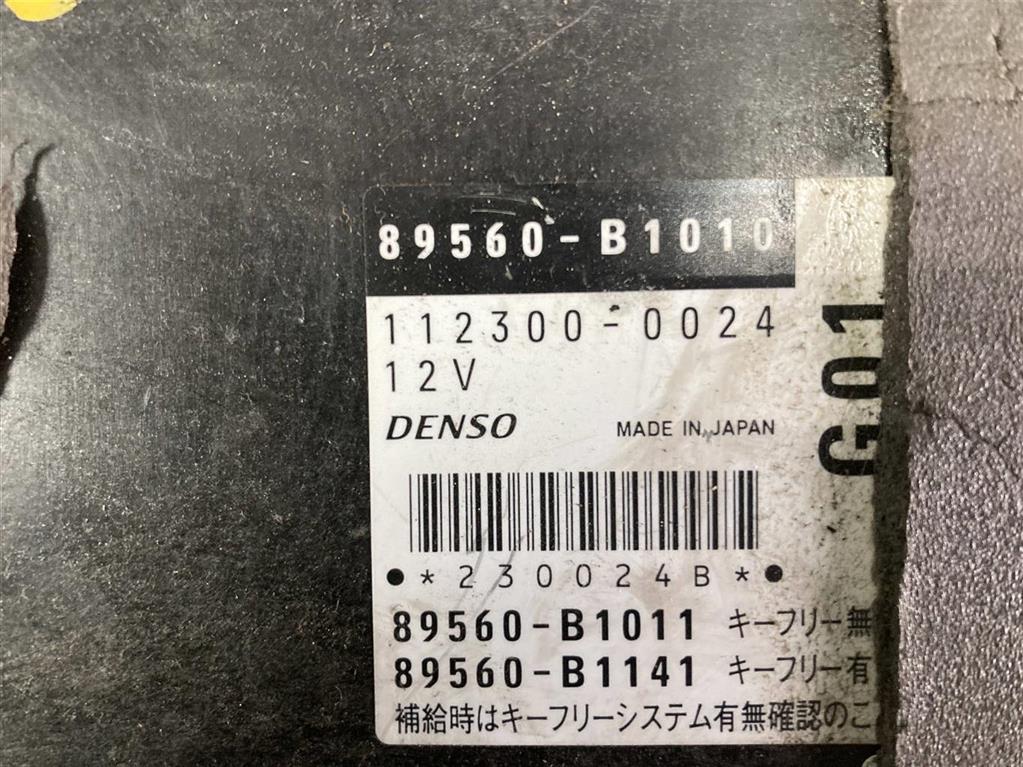 89560-B1010
112300-0024
12V
DENSO MADE IN JAPAN
G01
*230024B*
89560-B1011 キーフリー無
89560-B1141 キーフリー有
補給時はキーフリーシステム有無確認のこ